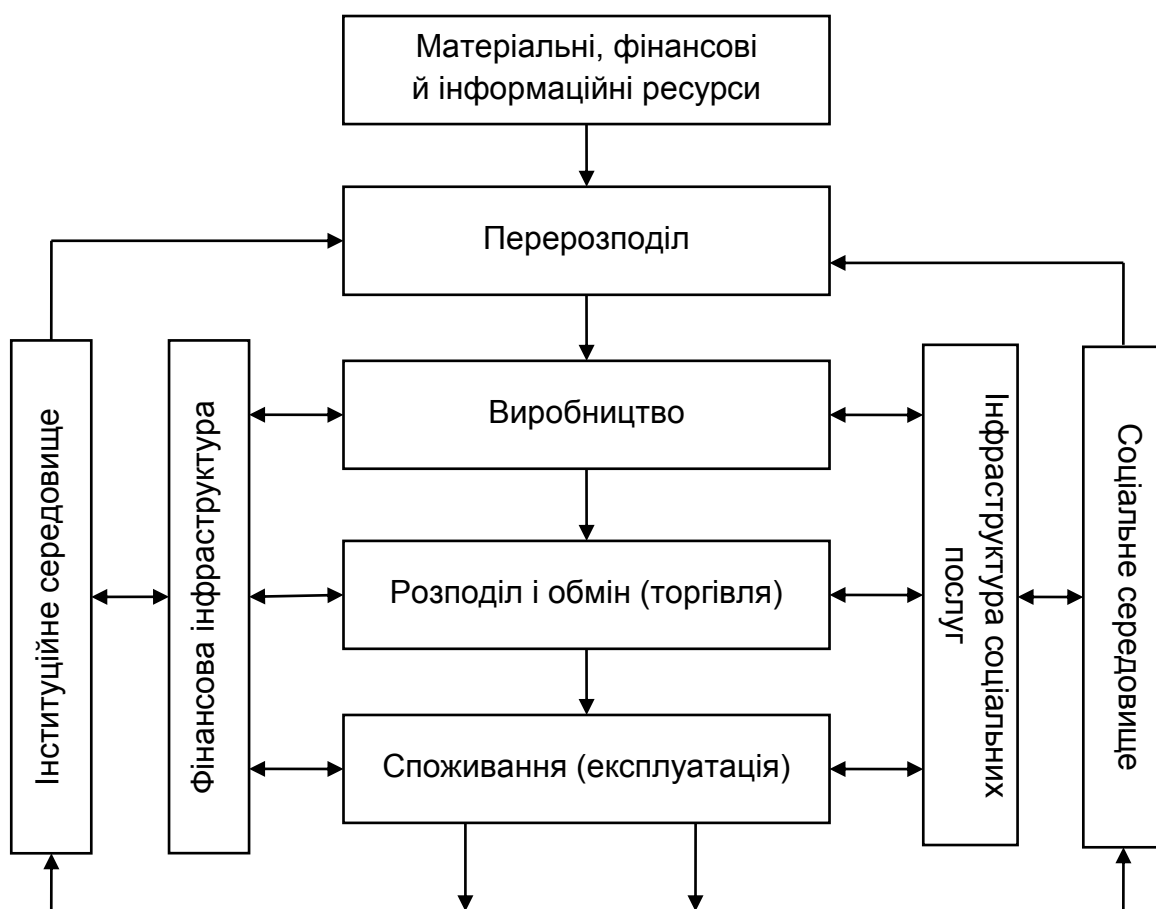 Матеріальні, фінансові
й інформаційні ресурси
Перерозподіл
Виробництво
Розподіл і обмін (торгівля)
Споживання (експлуатація)
Інституційне середовище
Фінансова інфраструктура
Інфраструктура соціальних
послуг
Соціальне середовище